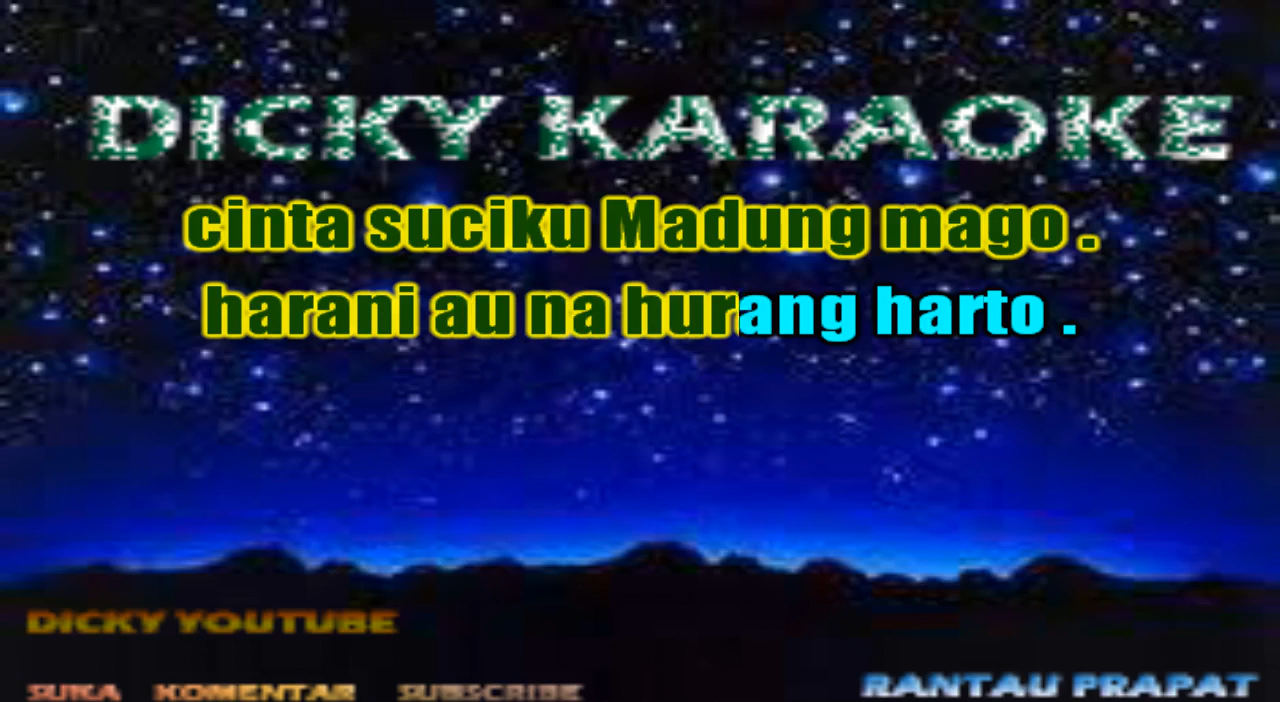 DICKY KARAOKE
cinta suciku Madung mago .
harani au na hurang harto .
DICKY YOUTUBE
SUKA KOMENTAR SUBSCRIBE
RANTAU PRAPAT